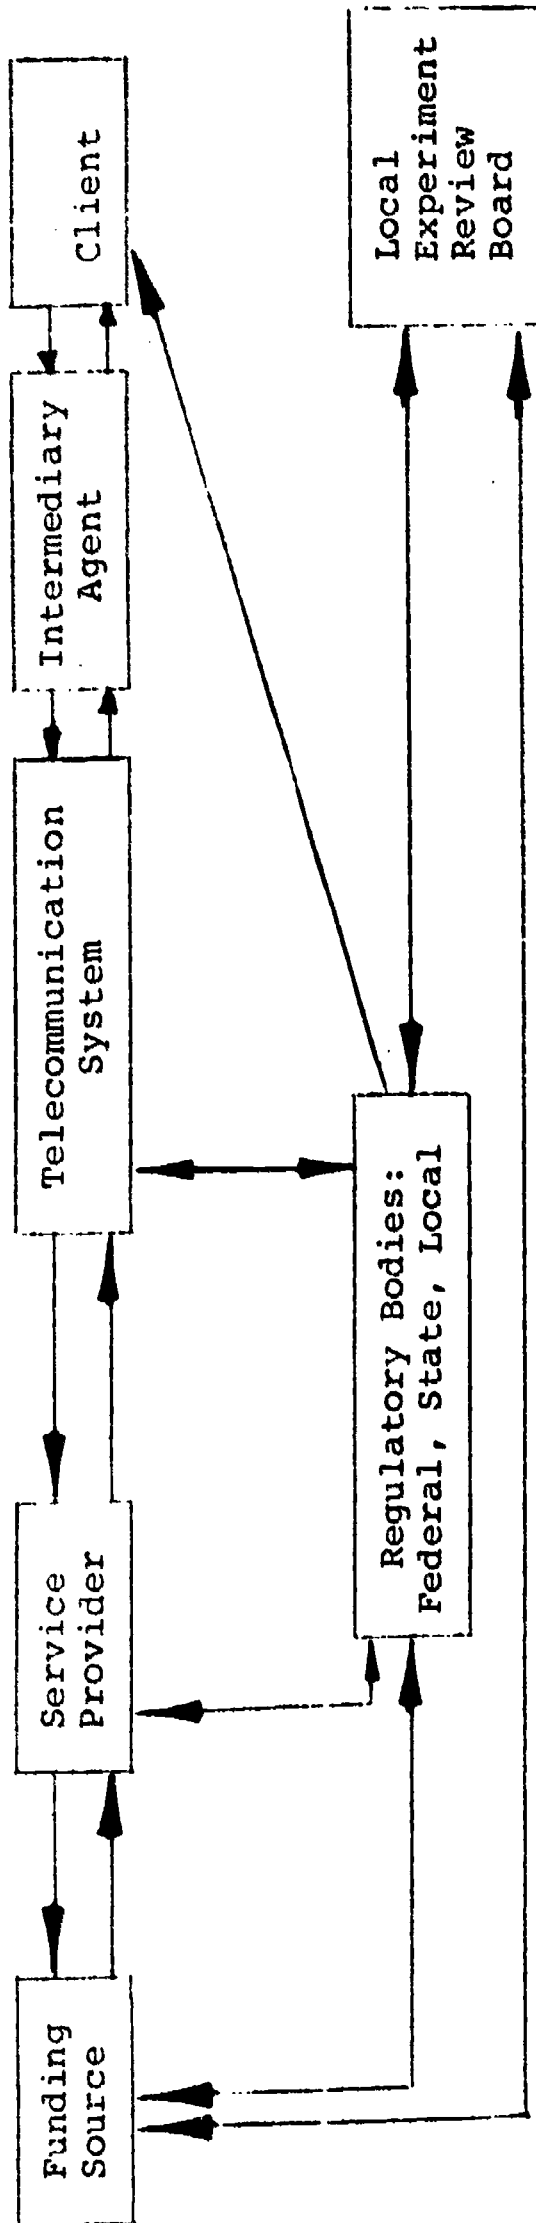 Funding
Source
Service
Provider
Telecommunication
System
Intermediary
Agent
Client
Regulatory Bodies:
Federal, State, Local
Local
Experiment
Review
Board